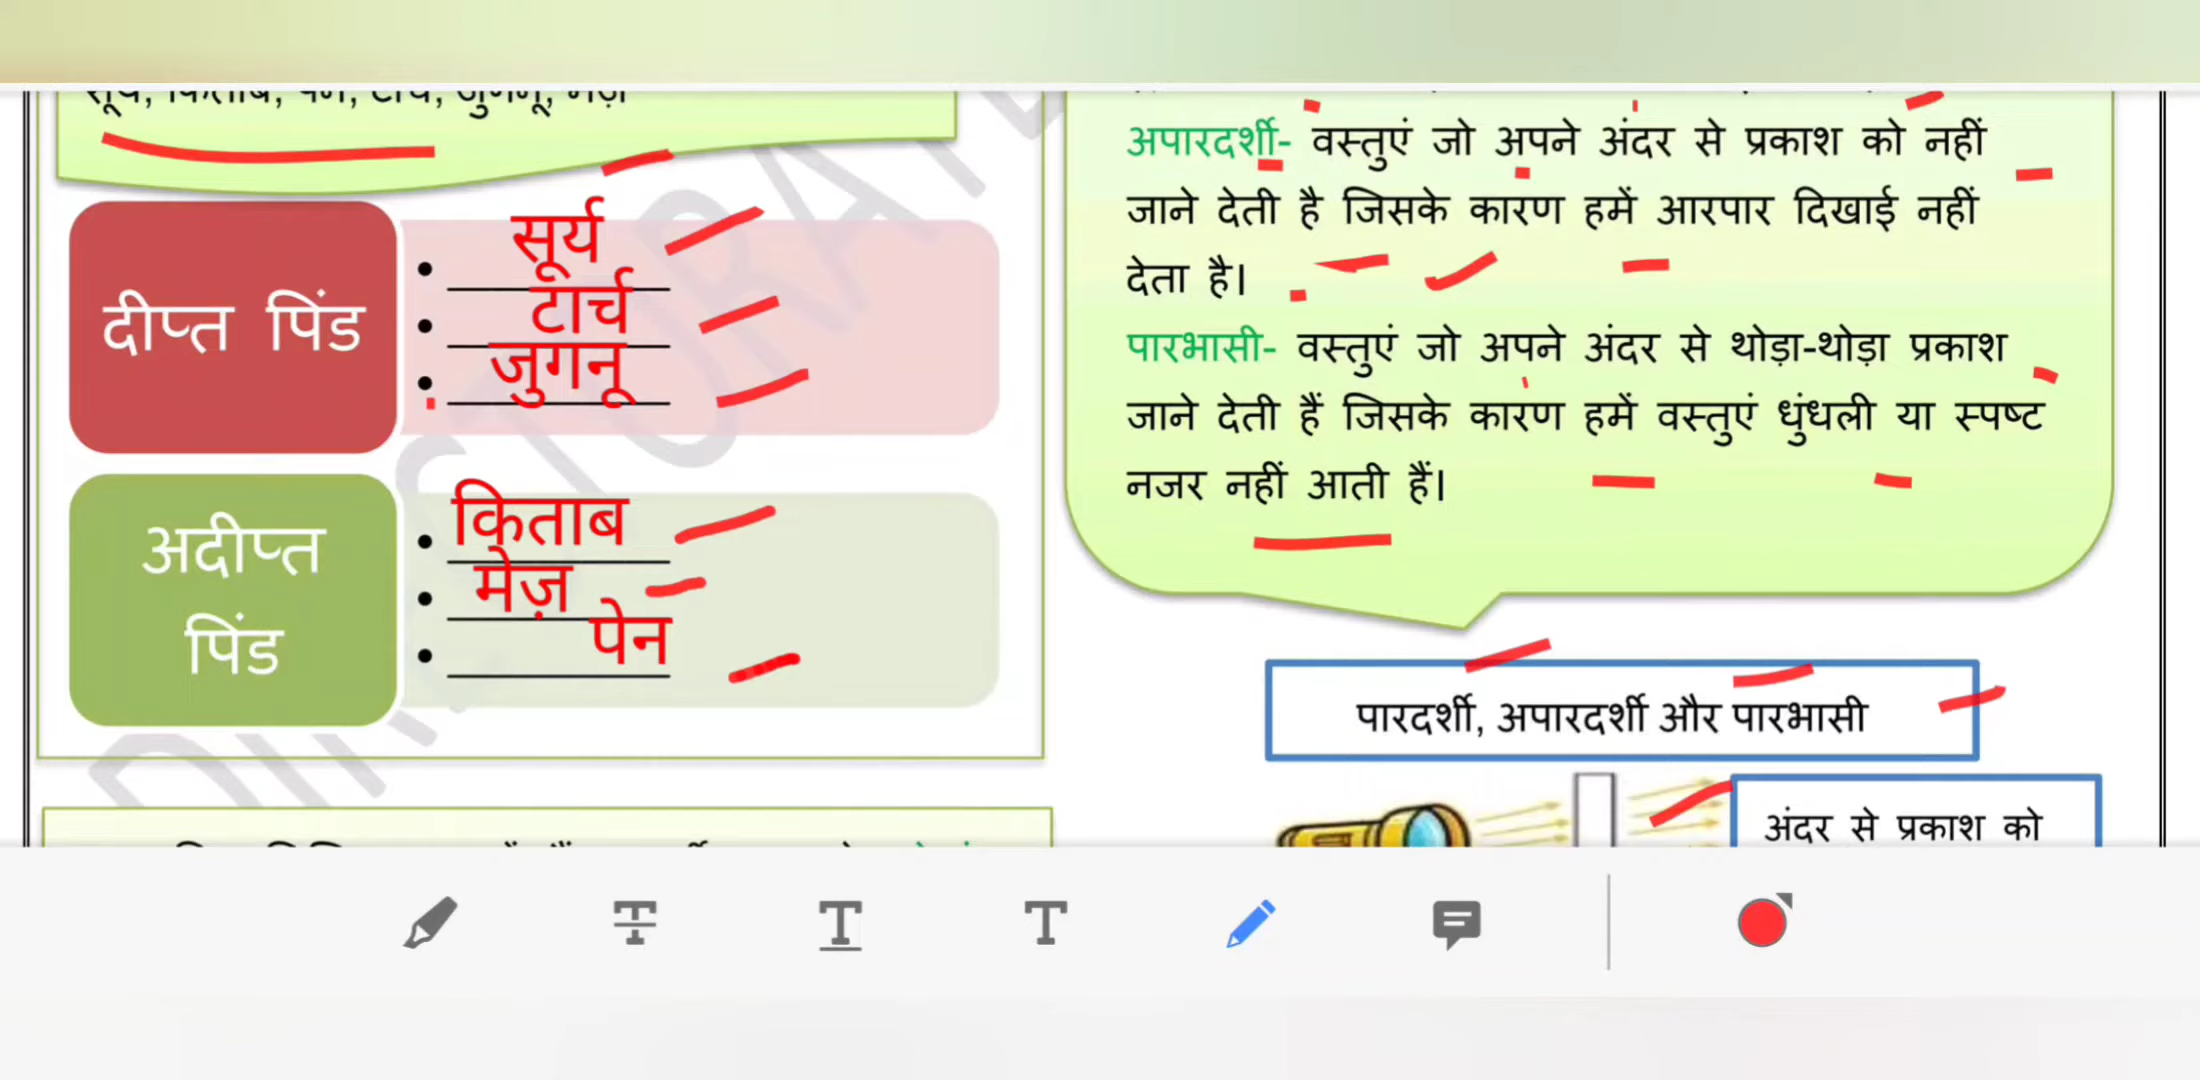 सूर्य, किताब, पेन, टॉर्च, जुगनू, मेज़
दीप्त पिंड
सूर्य
टार्च
जुगनू
अदीप्त
पिंड
किताब
मेज़
पेन
अपारदर्शी- वस्तुएं जो अपने अंदर से प्रकाश को नहीं
जाने देती है जिसके कारण हमें आरपार दिखाई नहीं
देता है।
पारभासी- वस्तुएं जो अपने अंदर से थोड़ा-थोड़ा प्रकाश
जाने देती हैं जिसके कारण हमें वस्तुएं धुंधली या स्पष्ट
नजर नहीं आती हैं।
पारदर्शी, अपारदर्शी और पारभासी
अंदर से प्रकाश को